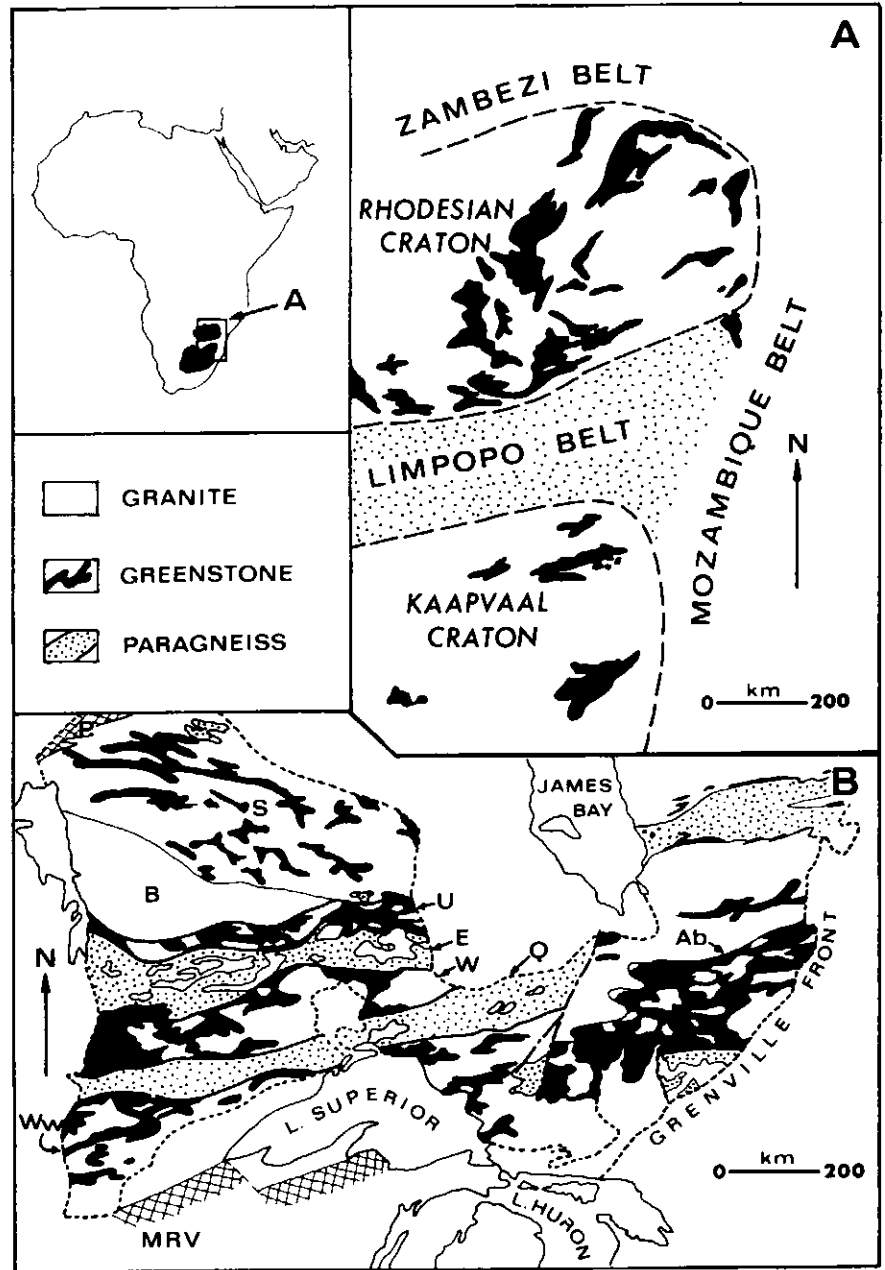 A
A
ZAMBEZI BELT
RHODESIAN
CRATON
LIMPOPO BELT
MOZAMBIQUE BELT
N
KAAPVAAL
CRATON
km
0 200
GRANITE
GREENSTONE
PARAGNEISS
B
P
S
B
U
E
W
Q
N
Ww
JAMES
BAY
Ab
GRENVILLE FRONT
L. SUPERIOR
L. HURON
MRV
km
0 200